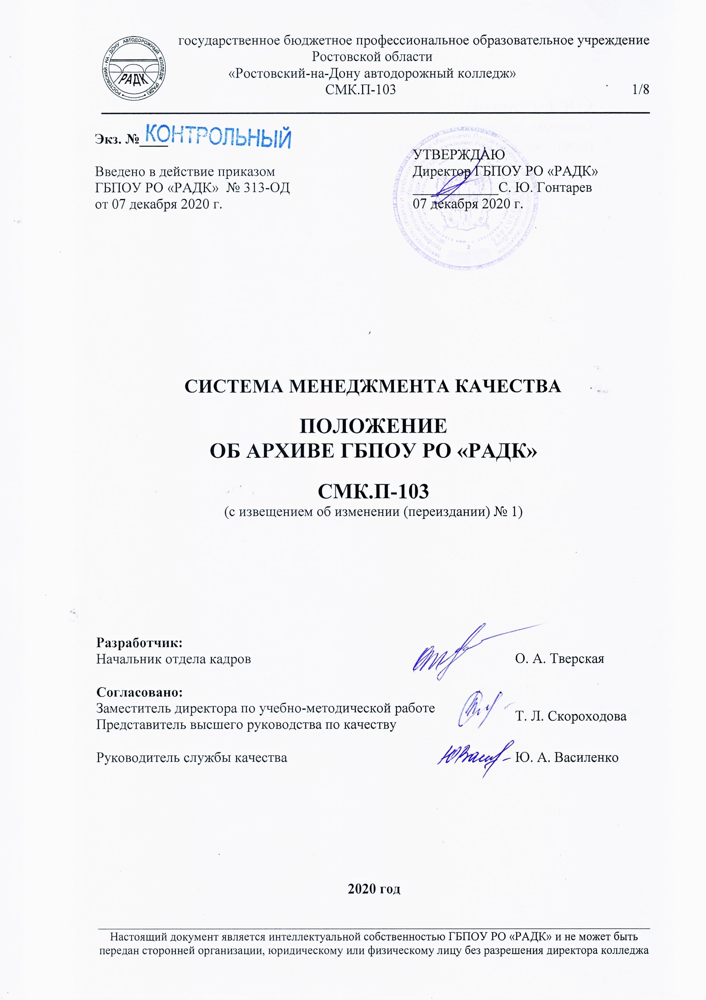 РОСТОВСКИЙ-НА-ДОНУ АВТОДОРОЖНЫЙ КОЛЛЕДЖ (РАДК)
РАДК
государственное бюджетное профессиональное образовательное учреждение
Ростовской области
«Ростовский-на-Дону автодорожный колледж»
СМК.П-103 1/8
Экз. №____ КОНТРОЛЬНЫЙ
Введено в действие приказом
ГБПОУ РО «РАДК» № 313-ОД
от 07 декабря 2020 г.
УТВЕРЖДАЮ
Директор ГБПОУ РО «РАДК»
____________С. Ю. Гонтарев
07 декабря 2020 г.
СИСТЕМА МЕНЕДЖМЕНТА КАЧЕСТВА
ПОЛОЖЕНИЕ
ОБ АРХИВЕ ГБПОУ РО «РАДК»
СМК.П-103
(с извещением об изменении (переиздании) № 1)
Разработчик:
Начальник отдела кадров О. А. Тверская
Согласовано:
Заместитель директора по учебно-методической работе
Представитель высшего руководства по качеству Т. Л. Скороходова
Руководитель службы качества Ю. А. Василенко
2020 год
Настоящий документ является интеллектуальной собственностью ГБПОУ РО «РАДК» и не может быть
передан сторонней организации, юридическому или физическому лицу без разрешения директора колледжа